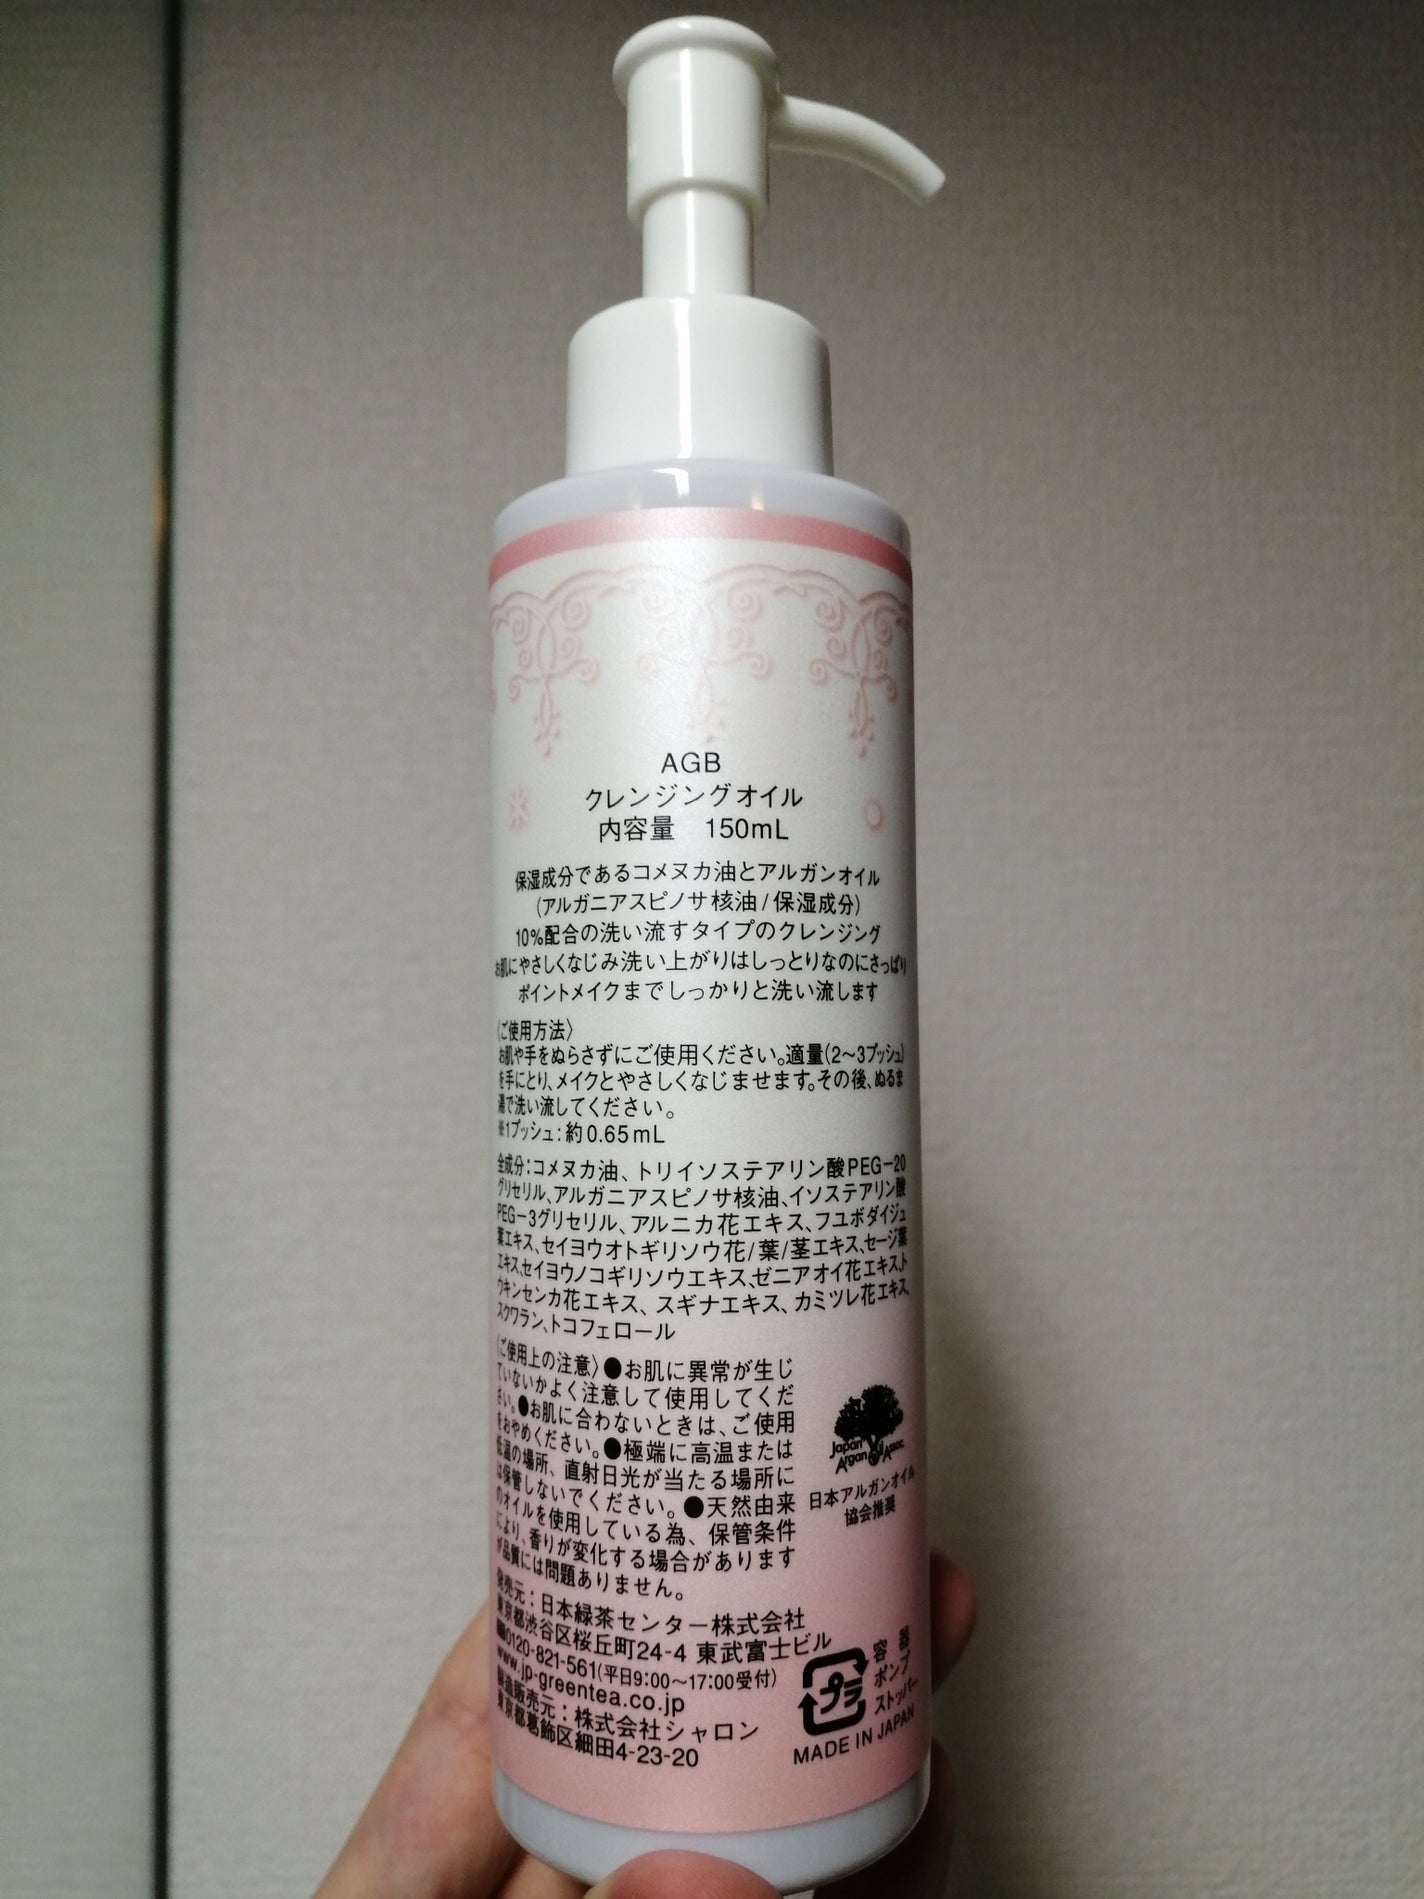 AGB
クレンジングオイル
内容量　150mL
保湿成分であるコメヌカ油とアルガンオイル
(アルガニアスピノサ核油/保湿成分)
10%配合の洗い流すタイプのクレンジング
お肌にやさしくなじみ洗い上がりはしっとりなのにさっぱり
ポイントメイクまでしっかりと洗い流します
〈ご使用方法〉
お肌や手をぬらさずにご使用ください。適量(2〜3プッシュ)
を手にとり、メイクとやさしくなじませます。その後、ぬるま
湯で洗い流してください。
※1プッシュ:約0.65mL
全成分:コメヌカ油、トリイソステアリン酸PEG-20
グリセリル、アルガニアスピノサ核油、イソステアリン酸
PEG-3グリセリル、アルニカ花エキス、フユボダイジュ
葉エキス、セイヨウオトギリソウ花/葉/茎エキス、セージ葉
エキス、セイヨウノコギリソウエキス、ゼニアオイ花エキス、ト
ウキンセンカ花エキス、スギナエキス、カミツレ花エキス、
スクワラン、トコフェロール
〈ご使用上の注意〉●お肌に異常が生じ
ていないかよく注意して使用してくだ
さい。●お肌に合わないときは、ご使用
をおやめください。●極端に高温または
低温の場所、直射日光が当たる場所に
は保管しないでください。●天然由来
のオイルを使用している為、保管条件
により、香りが変化する場合があります
が品質には問題ありません。
Japan
Argan Assoc.
日本アルガンオイル
協会推奨
発売元:日本緑茶センター株式会社
東京都渋谷区桜丘町24-4 東武富士ビル
0120-821-561(平日9:00〜17:00受付)
www.jp-greentea.co.jp
製造販売元:株式会社シャロン
東京都葛飾区細田4-23-20
プラ
容器
ポンプ
ストッパー
MADE IN JAPAN